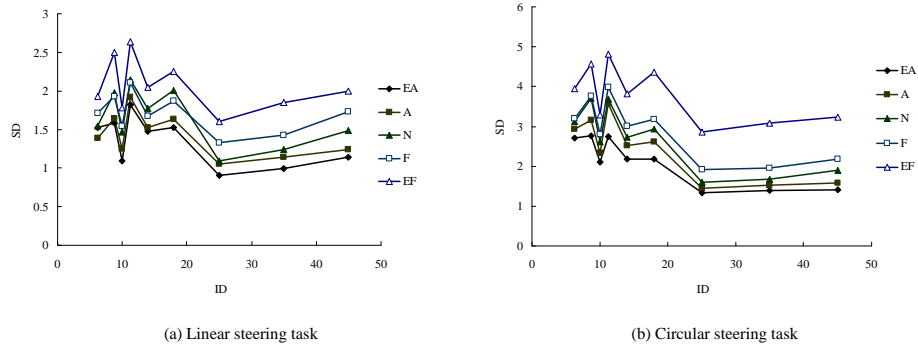 3
2.5
2
1.5
1
0.5
0
SD
0 10 20 30 40 50
ID
EA
A
N
F
EF
(a) Linear steering task
6
5
4
3
2
1
0
SD
0 10 20 30 40 50
ID
EA
A
N
F
EF
(b) Circular steering task